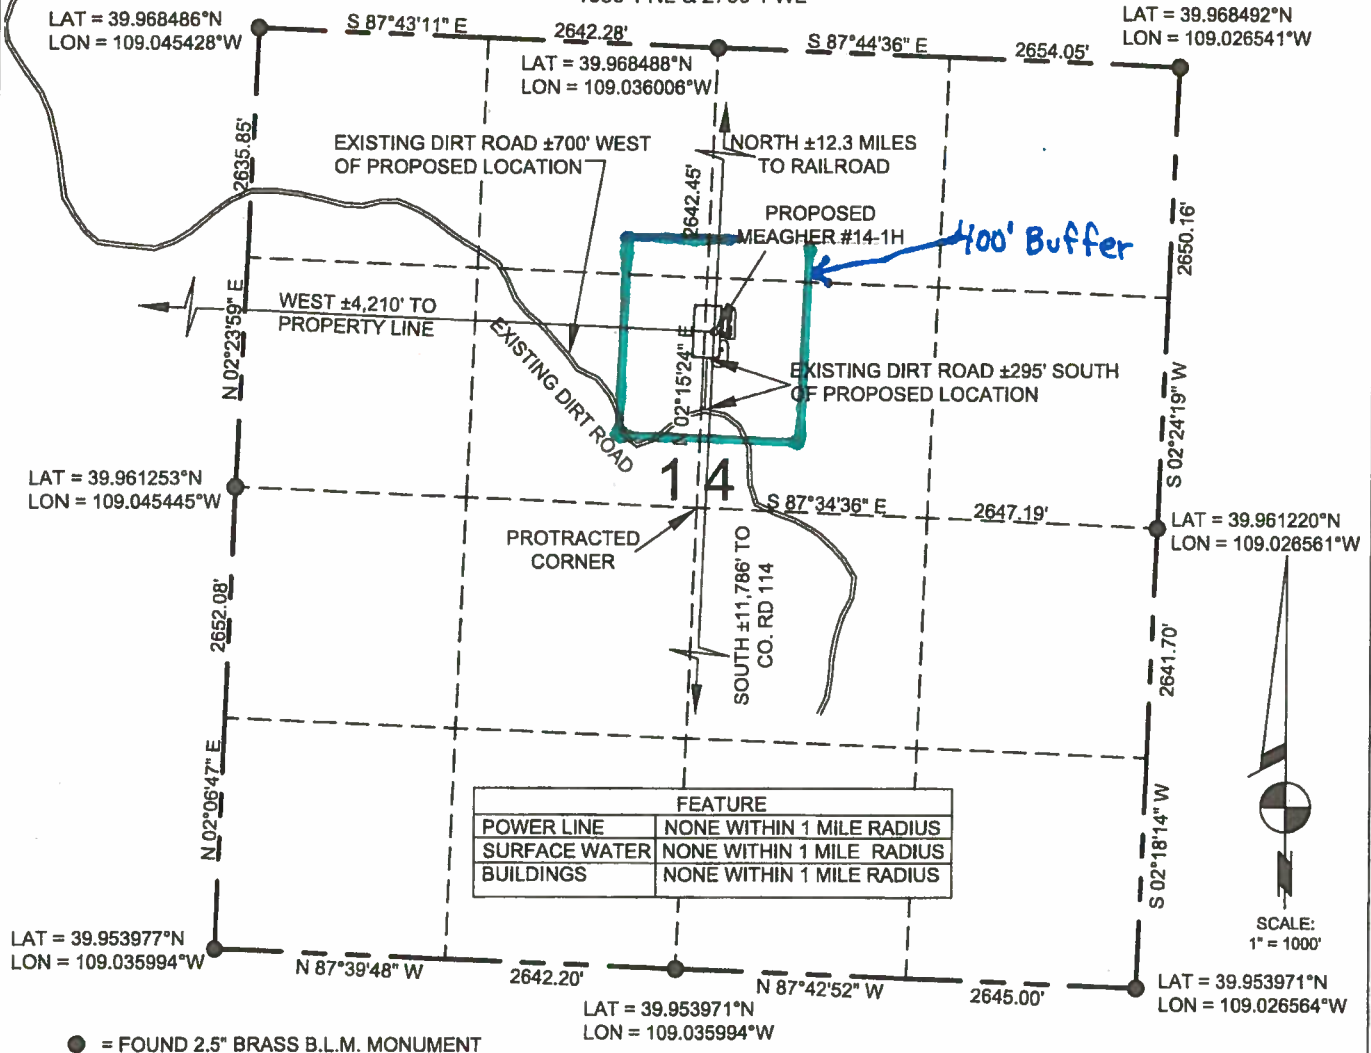 LAT = 39.968486°N
LON = 109.045428°W
S 87°43'11" E
2642.28'
LAT = 39.968488°N
LON = 109.036006°W
S 87°44'36" E
2654.05'
LAT = 39.968492°N
LON = 109.026541°W
2635.85'
EXISTING DIRT ROAD ±700' WEST
OF PROPOSED LOCATION
2642.45'
NORTH ±12.3 MILES
TO RAILROAD
PROPOSED
MEAGHER #14-1H
400' Buffer
2650.16'
WEST ±4,210' TO
PROPERTY LINE
N 02°23'59" E
EXISTING DIRT ROAD
N 02°15'24" E
EXISTING DIRT ROAD ±295' SOUTH
OF PROPOSED LOCATION
S 02°24'19" W
LAT = 39.961253°N
LON = 109.045445°W
14
S 87°34'36" E
2647.19'
LAT = 39.961220°N
LON = 109.026561°W
PROTRACTED
CORNER
SOUTH ±11,786' TO
CO. RD 114
2652.08'
2641.70'
N 02°06'47" E
FEATURE
POWER LINE NONE WITHIN 1 MILE RADIUS
SURFACE WATER NONE WITHIN 1 MILE RADIUS
BUILDINGS NONE WITHIN 1 MILE RADIUS
S 02°18'14" W
N
SCALE:
1" = 1000'
LAT = 39.953977°N
LON = 109.035994°W
N 87°39'48" W
2642.20'
LAT = 39.953971°N
LON = 109.035994°W
N 87°42'52" W
2645.00'
LAT = 39.953971°N
LON = 109.026564°W
= FOUND 2.5" BRASS B.L.M. MONUMENT